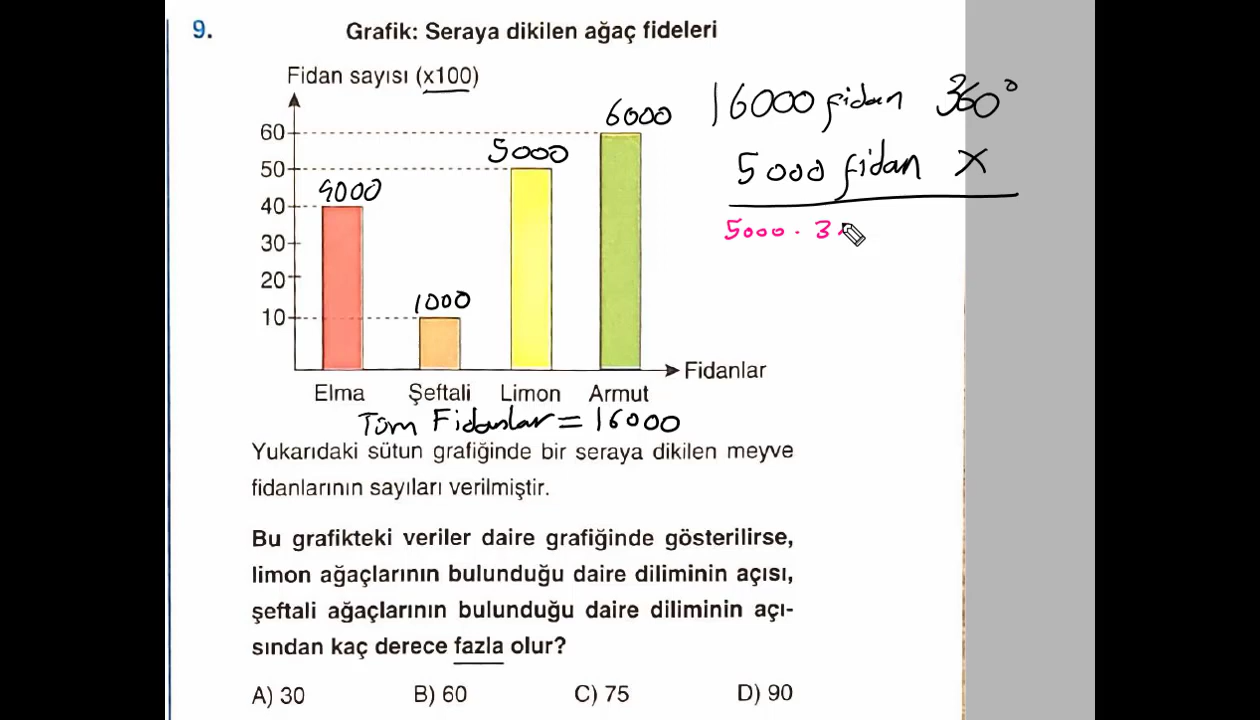 9.
Grafik: Seraya dikilen ağaç fideleri
Fidan sayısı (x100)
60
50
40
30
20
10
4000
1000
5000
6000
Elma Şeftali Limon Armut
Fidanlar
Tüm Fidanlar = 16000
16000 fidan 360°
5000 fidan x
5000 . 3
Yukarıdaki sütun grafiğinde bir seraya dikilen meyve
fidanlarının sayıları verilmiştir.
Bu grafikteki veriler daire grafiğinde gösterilirse,
limon ağaçlarının bulunduğu daire diliminin açısı,
şeftali ağaçlarının bulunduğu daire diliminin açı-
sından kaç derece fazla olur?
A) 30 B) 60 C) 75 D) 90